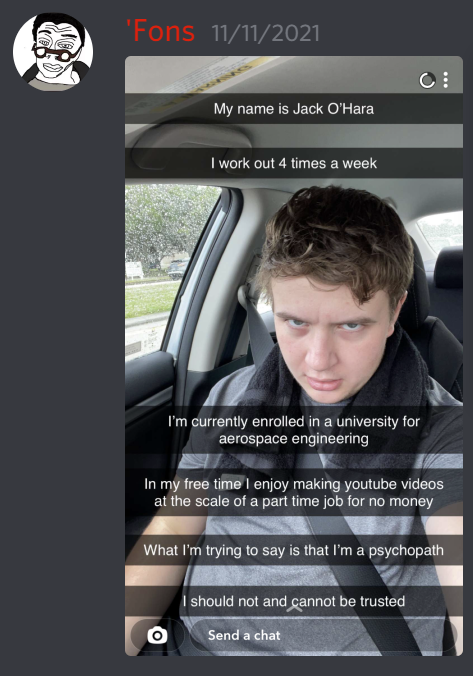 'Fons 11/11/2021
My name is Jack O'Hara
I work out 4 times a week
I'm currently enrolled in a university for
aerospace engineering
In my free time I enjoy making youtube videos
at the scale of a part time job for no money
What I'm trying to say is that I'm a psychopath
I should not and cannot be trusted
Send a chat